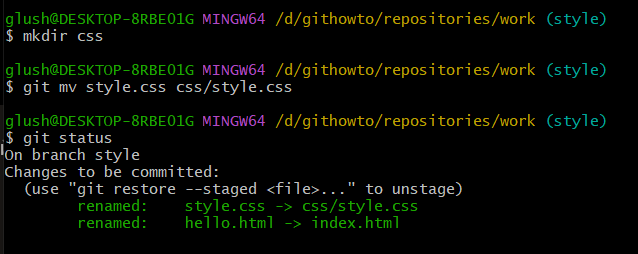 glush@DESKTOP-8RBEO1G MINGW64 /d/githowto/repositories/work (style)
$ mkdir css
glush@DESKTOP-8RBEO1G MINGW64 /d/githowto/repositories/work (style)
$ git mv style.css css/style.css
glush@DESKTOP-8RBEO1G MINGW64 /d/githowto/repositories/work (style)
$ git status
On branch style
Changes to be committed:
  (use "git restore --staged <file>..." to unstage)
        renamed:    style.css -> css/style.css
        renamed:    hello.html -> index.html